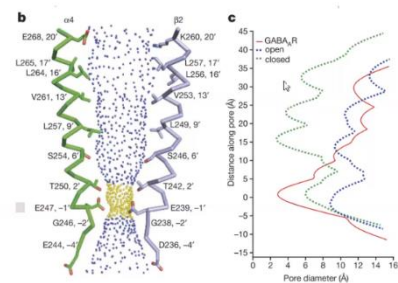 b
α4
β2
E268, 20′
K260, 20′
L265, 17′
L257, 17′
L264, 16′
L256, 16′
V261, 13′
V253, 13′
L257, 9′
L249, 9′
S254, 6′
S246, 6′
T250, 2′
T242, 2′
E247, –1′
E239, –1′
G246, –2′
G238, –2′
E244, –4′
D236, –4′
c
GABA_AR
open
closed
Distance along pore (Å)
45
40
35
30
25
20
15
10
5
0
–5
–10
–15
0 2 4 6 8 10 12 14 16
Pore diameter (Å)